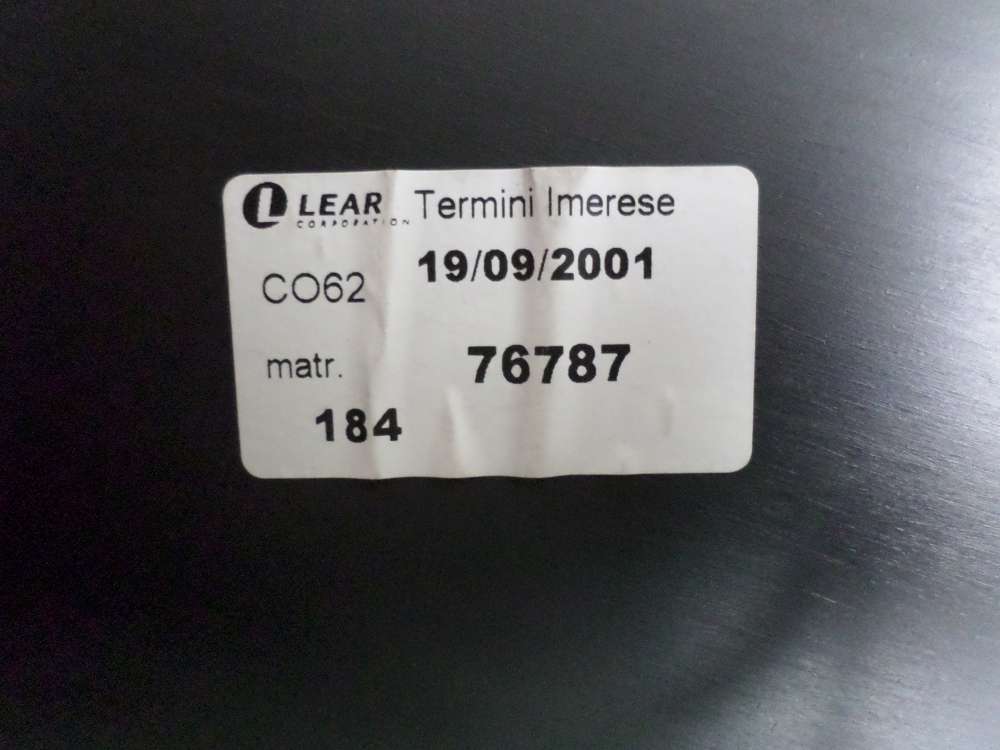 LEAR Termini Imerese
CORPORATION
19/09/2001
CO62
matr. 76787
184